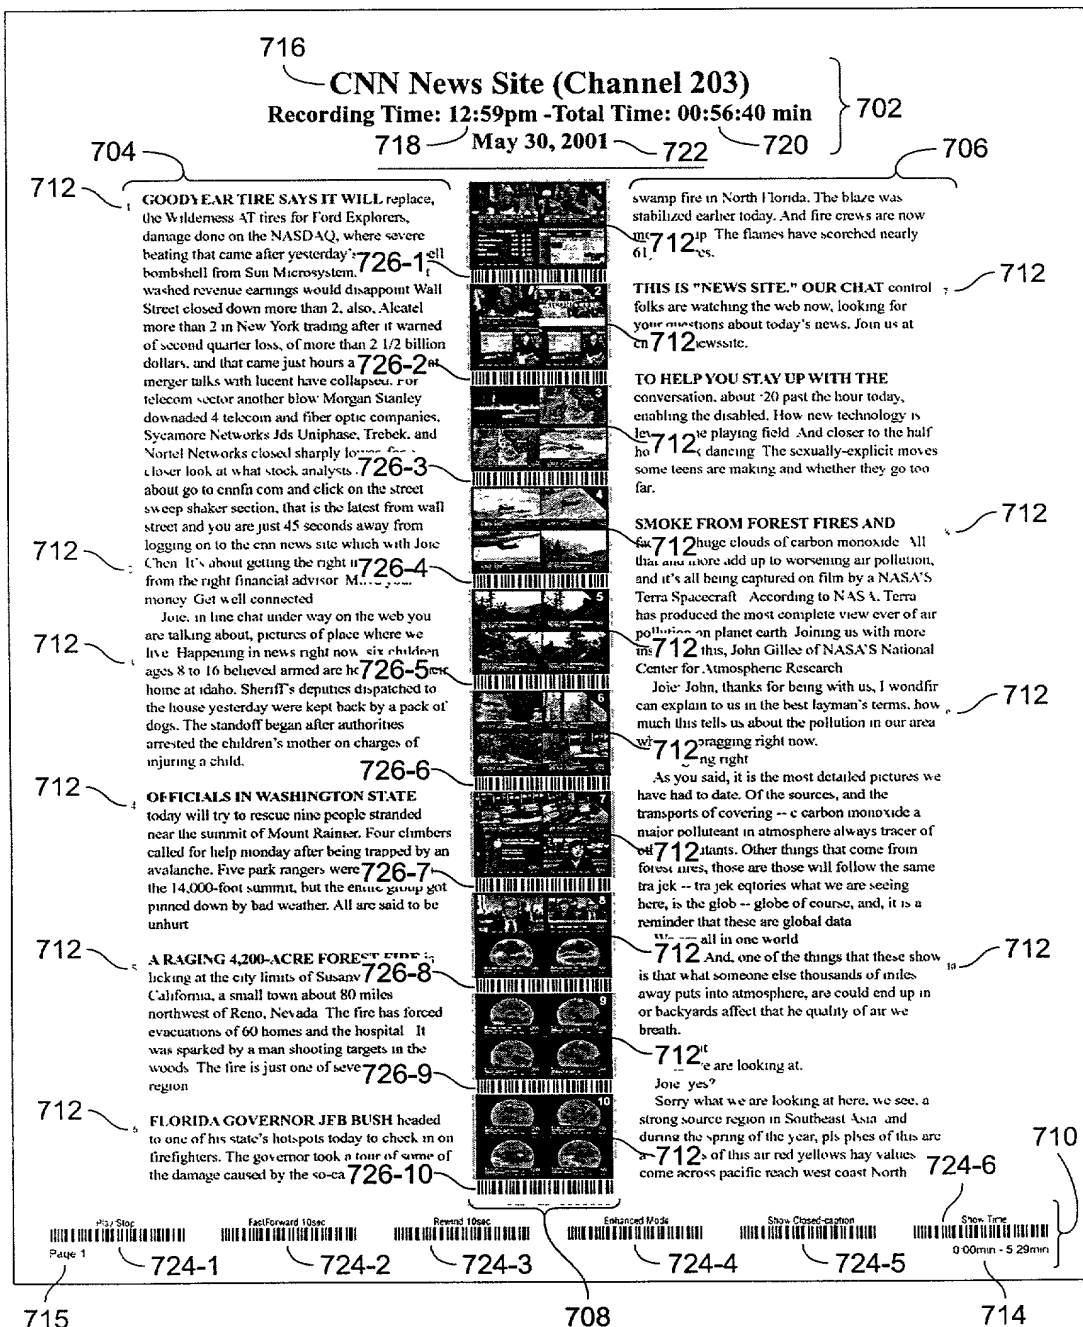 716
CNN News Site (Channel 203)
Recording Time: 12:59pm -Total Time: 00:56:40 min
702
718
May 30, 2001
722
720
704
706
712
GOODYEAR TIRE SAYS IT WILL replace,
the Wilderness AT tires for Ford Explorers,
damage done on the NASDAQ, where severe
beating that came after yesterday's
726-1
bombshell from Sun Microsystem.
washed revenue earnings would disappoint Wall
Street closed down more than 2, also, Alcatel
more than 2 in New York trading after it warned
of second quarter loss, of more than 2 1/2 billion
dollars, and that came just hours
726-2
merger talks with lucent have collapsed. For
telecom sector another blow Morgan Stanley
downaded 4 telecom and fiber optic companies,
Sycamore Networks Jds Uniphase, Trebek, and
Nortel Networks closed sharply
closer look at what stock analysts
726-3
about go to cnnfn com and click on the street
sweep shaker section, that is the latest from wall
street and you are just 45 seconds away from
712
logging on to the cnn news site which with Joie
Chen It's about getting the right
726-4
from the right financial advisor
money Get well connected
Joie, in line chat under way on the web you
are talking about, pictures of place where we
712
live Happening in news right now, six children
ages 8 to 16 believed armed are
726-5
home at idaho. Sheriff's deputies dispatched to
the house yesterday were kept back by a pack of
dogs. The standoff began after authorities
arrested the children's mother on charges of
injuring a child.
726-6
712
OFFICIALS IN WASHINGTON STATE
today will try to rescue nine people stranded
near the summit of Mount Rainier. Four climbers
called for help monday after being trapped by an
avalanche. Five park rangers were
726-7
the 14,000-foot summit, but the entire group got
pinned down by bad weather. All are said to be
unhurt
712
A RAGING 4,200-ACRE FOREST FIRE is
licking at the city limits of
726-8
California, a small town about 80 miles
northwest of Reno, Nevada The fire has forced
evacuations of 60 homes and the hospital It
was sparked by a man shooting targets in the
woods The fire is just one of
726-9
region
712
FLORIDA GOVERNOR JEB BUSH headed
to one of his state's hotspots today to check in on
firefighters. The governor took a tour of some of
the damage caused by the
726-10
1
2
3
4
5
6
7
8
9
10
swamp fire in North Florida. The blaze was
stabilized earlier today. And fire crews are now
712
The flames have scorched nearly
712
THIS IS "NEWS SITE." OUR CHAT control
folks are watching the web now, looking for
your questions about today's news. Join us at
712
TO HELP YOU STAY UP WITH THE
conversation, about :20 past the hour today,
enabling the disabled. How new technology is
712
playing field And closer to the half
dancing The sexually-explicit moves
some teens are making and whether they go too
far.
712
SMOKE FROM FOREST FIRES AND
712
huge clouds of carbon monoxide All
that and more add up to worsening air pollution,
and it's all being captured on film by a NASA'S
Terra Spacecraft According to NASA, Terra
has produced the most complete view ever of air
pollution on planet earth Joining us with more
712
this, John Gillee of NASA'S National
Center for Atmospheric Research
Joie: John, thanks for being with us, I wondfir
712
can explain to us in the best layman's terms, how
much this tells us about the pollution in our area
712
bragging right now.
right
As you said, it is the most detailed pictures we
have had to date. Of the sources, and the
transports of covering -- c carbon monoxide a
major polluteant in atmosphere always tracer of
712
Other things that come from
forest fires, those are those will follow the same
tra jek -- tra jek eqtories what we are seeing
here, is the glob -- globe of course, and, it is a
reminder that these are global data
We are all in one world
712
And, one of the things that these show
712
is that what someone else thousands of miles
away puts into atmosphere, are could end up in
or backyards affect that he quality of air we
breath.
712
are looking at.
Joie yes?
Sorry what we are looking at here, we see, a
strong source region in Southeast Asia and
during the spring of the year, pls plses of this are
712
of this air red yellows hay values
come across pacific reach west coast North
710
724-6
Play Stop
FastForward 10sec
Rewind 10sec
Enhanced Mode
Show Closed-caption
Show Time
Page 1
0:00min - 5 29min
724-1
724-2
724-3
724-4
724-5
715
708
714